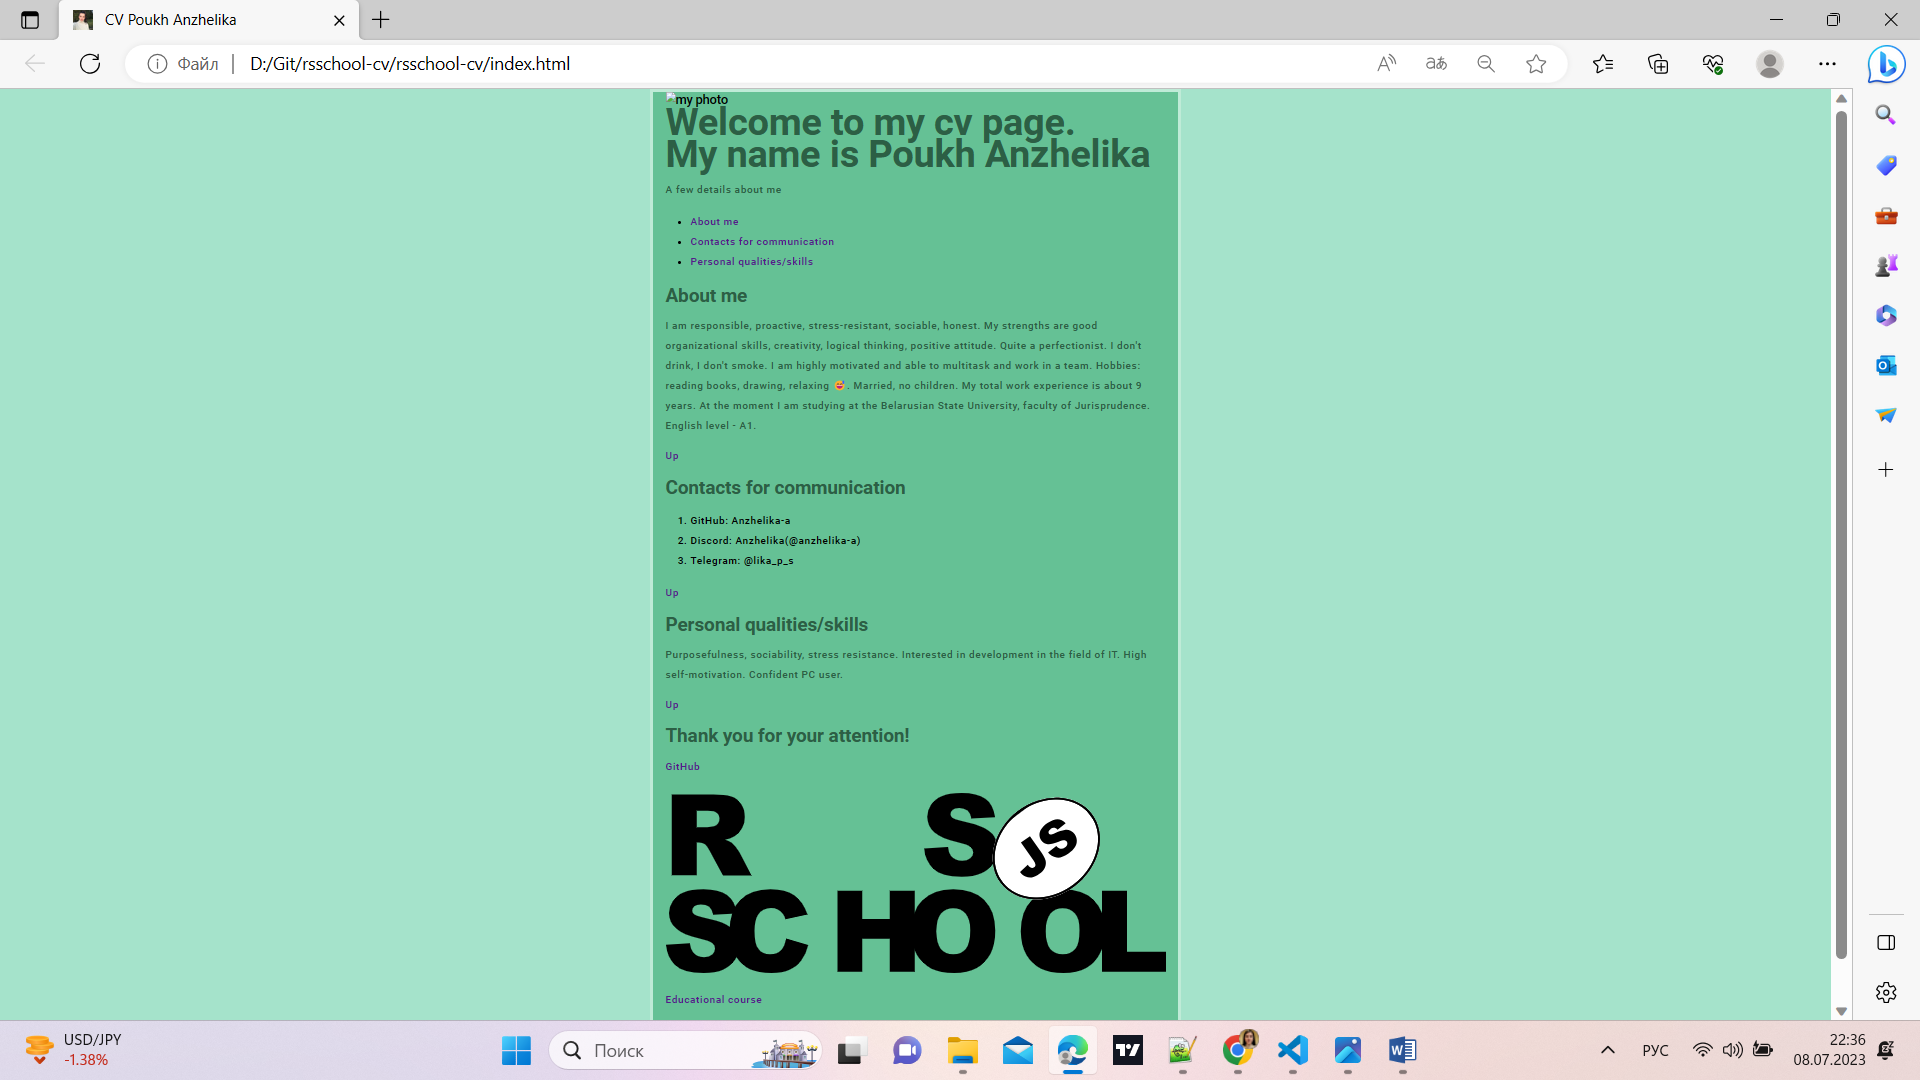 CV Poukh Anzhelika
Файл
D:/Git/rsschool-cv/rsschool-cv/index.html
my photo
Welcome to my cv page.
My name is Poukh Anzhelika
A few details about me
• About me
• Contacts for communication
• Personal qualities/skills
About me
I am responsible, proactive, stress-resistant, sociable, honest. My strengths are good
organizational skills, creativity, logical thinking, positive attitude. Quite a perfectionist. I don't
drink, I don't smoke. I am highly motivated and able to multitask and work in a team. Hobbies:
reading books, drawing, relaxing 😅. Married, no children. My total work experience is about 9
years. At the moment I am studying at the Belarusian State University, faculty of Jurisprudence.
English level - A1.
Up
Contacts for communication
1. GitHub: Anzhelika-a
2. Discord: Anzhelika(@anzhelika-a)
3. Telegram: @lika_p_s
Up
Personal qualities/skills
Purposefulness, sociability, stress resistance. Interested in development in the field of IT. High
self-motivation. Confident PC user.
Up
Thank you for your attention!
GitHub
R S JS
SCHOOL
Educational course
USD/JPY
-1.38%
Поиск
РУС
22:36
08.07.2023